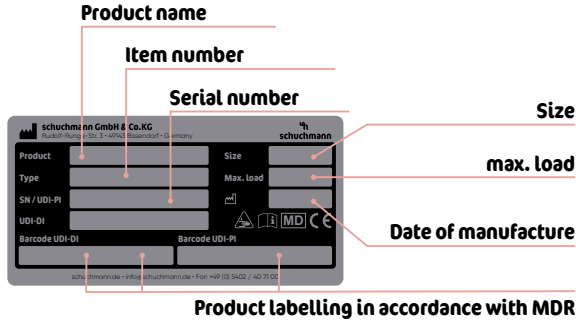 Product name
Item number
Serial number
Size
max. load
Date of manufacture
schuchmann GmbH & Co.KG
Rudolf-Runge-Str. 3 • 49143 Bissendorf • Germany
schuchmann
Product
Size
Type
Max. load
SN / UDI-PI
UDI-DI
MD CE
Barcode UDI-DI
Barcode UDI-PI
schuchmann.de • info@schuchmann.de • Fon +49 (0) 5402 / 40 71 00
Product labelling in accordance with MDR